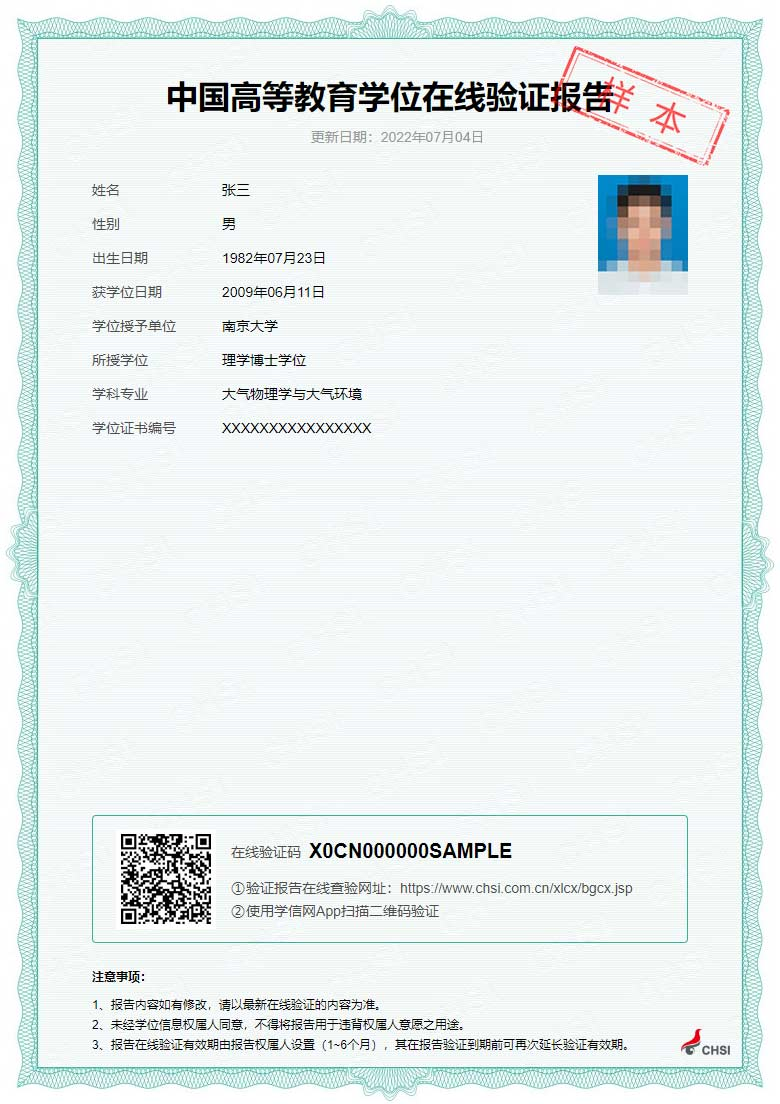 中国高等教育学位在线验证报告
样本
更新日期：2022年07月04日
姓名 张三
性别 男
出生日期 1982年07月23日
获学位日期 2009年06月11日
学位授予单位 南京大学
所授学位 理学博士学位
学科专业 大气物理学与大气环境
学位证书编号 XXXXXXXXXXXXXXXX
在线验证码 X0CN000000SAMPLE
①验证报告在线查验网址：https://www.chsi.com.cn/xlcx/bgcx.jsp
②使用学信网App扫描二维码验证
注意事项：
1、报告内容如有修改，请以最新在线验证的内容为准。
2、未经学位信息权属人同意，不得将报告用于违背权属人意愿之用途。
3、报告在线验证有效期由报告权属人设置（1~6个月），其在报告验证到期前可再次延长验证有效期。
CHSI